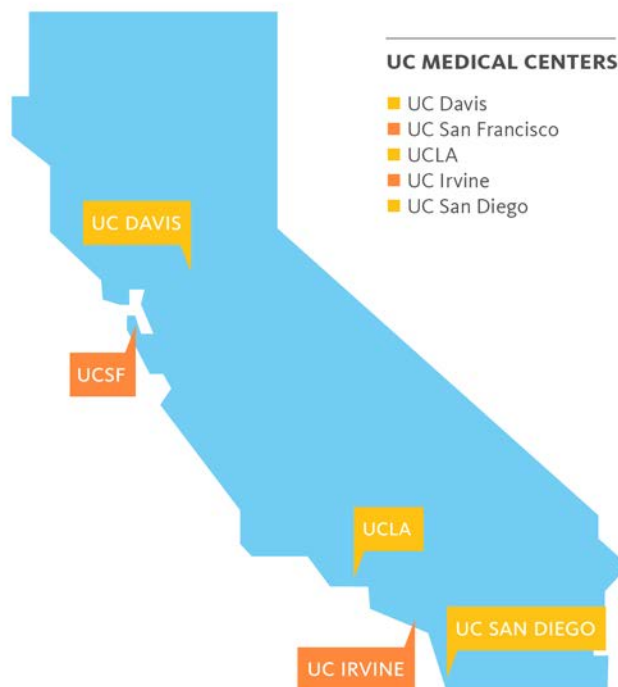 UC MEDICAL CENTERS
UC Davis
UC San Francisco
UCLA
UC Irvine
UC San Diego
UC DAVIS
UCSF
UCLA
UC SAN DIEGO
UC IRVINE